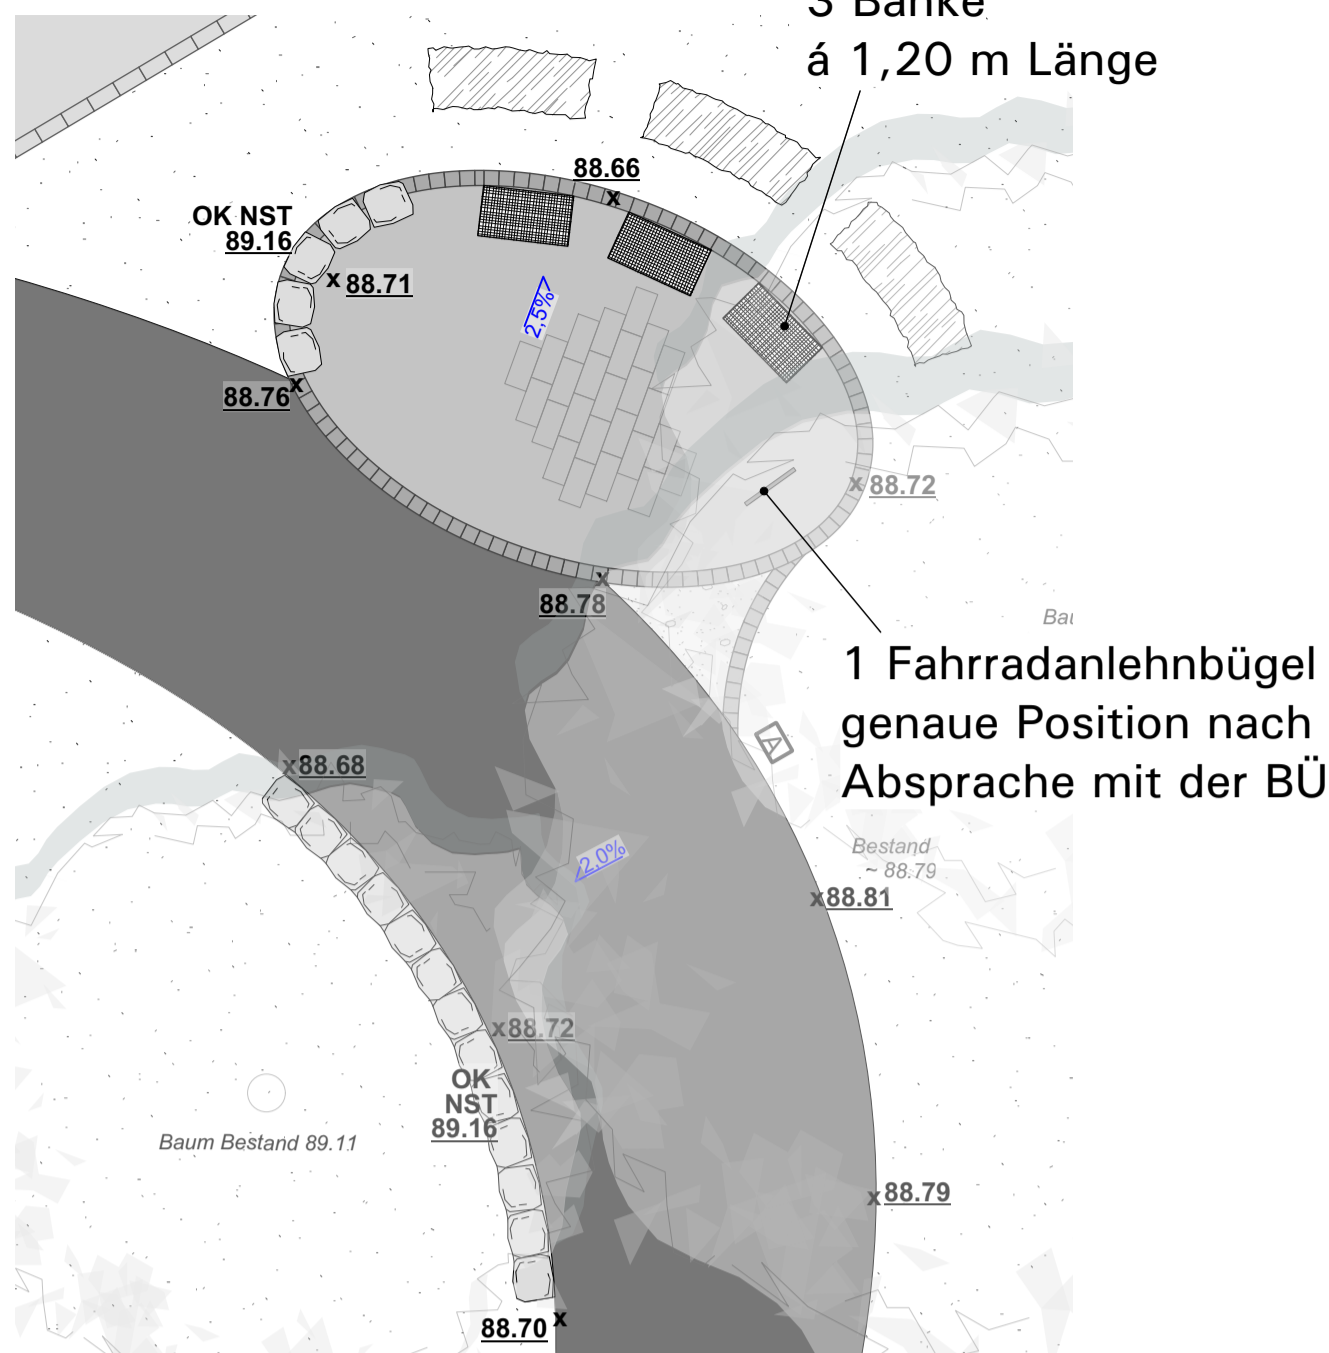 3 Bänke
á 1,20 m Länge
88.66
OK NST
89.16
88.71
2,5%
88.76
88.72
88.78
1 Fahrradanlehnbügel
genaue Position nach
Absprache mit der BÜ
A
88.68
2,0%
Bestand
~ 88.79
88.81
88.72
OK
NST
89.16
Baum Bestand 89.11
88.79
88.70